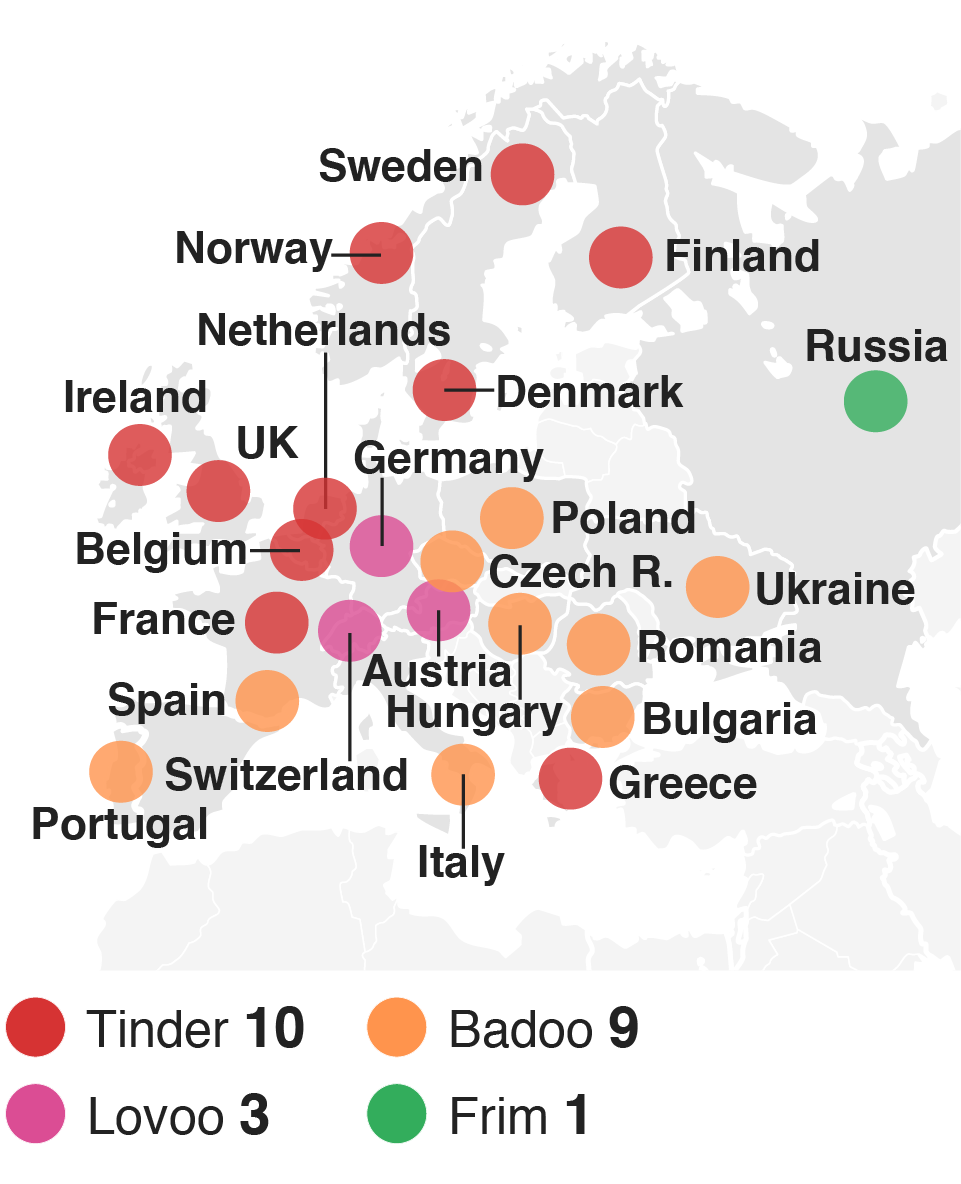 Sweden
Norway
Finland
Netherlands
Russia
Ireland
Denmark
UK
Germany
Poland
Belgium
Czech R.
Ukraine
France
Romania
Austria
Spain
Hungary
Bulgaria
Switzerland
Greece
Portugal
Italy
Tinder 10
Badoo 9
Lovoo 3
Frim 1